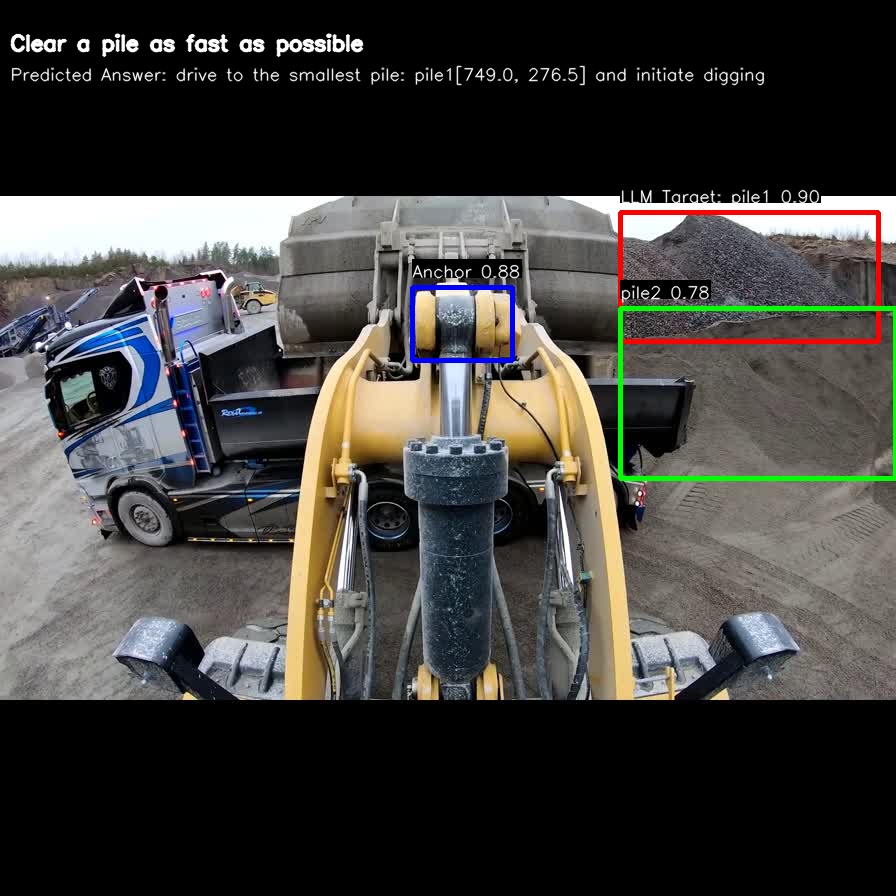 Clear a pile as fast as possible
Predicted Answer: drive to the smallest pile: pile1[749.0, 276.5] and initiate digging
LLM Target: pile1 0.90
Anchor 0.88
pile2 0.78